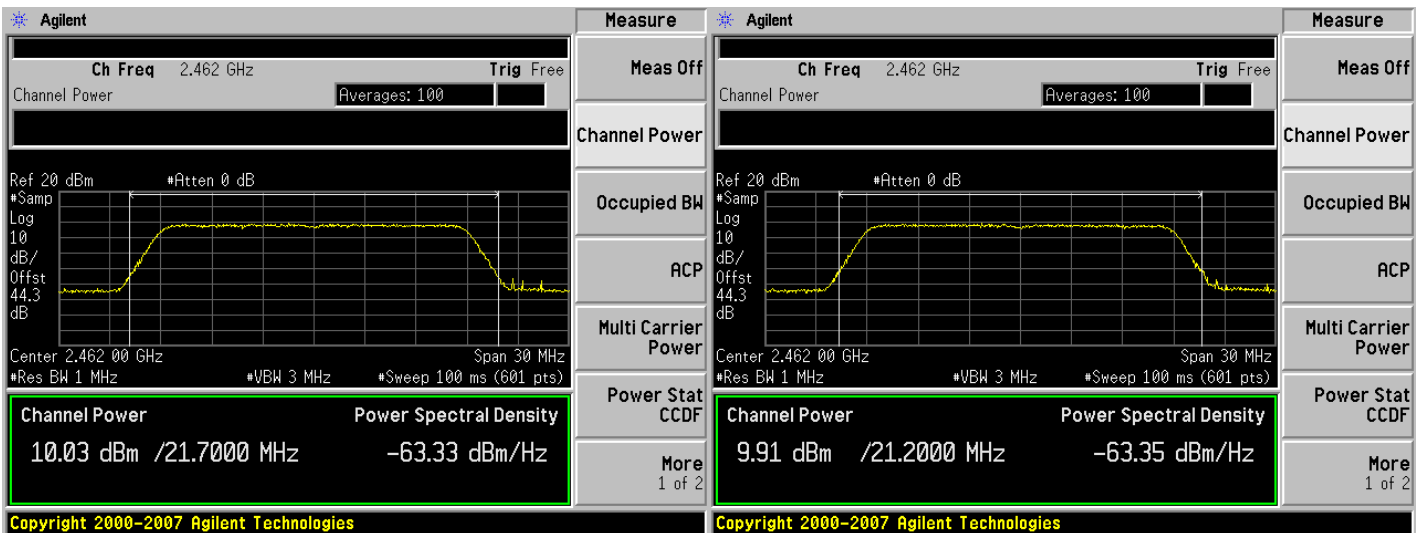 Agilent
Measure
Ch Freq 2.462 GHz Trig Free
Meas Off
Channel Power Averages: 100
Channel Power
Ref 20 dBm #Atten 0 dB
#Samp
Log
10
dB/
Offst
44.3
dB
Occupied BW
ACP
Multi Carrier
Power
Center 2.462 00 GHz Span 30 MHz
#Res BW 1 MHz #VBW 3 MHz #Sweep 100 ms (601 pts)
Power Stat
CCDF
Channel Power Power Spectral Density
10.03 dBm /21.7000 MHz -63.33 dBm/Hz
More
1 of 2
Copyright 2000-2007 Agilent Technologies
Agilent
Measure
Ch Freq 2.462 GHz Trig Free
Meas Off
Channel Power Averages: 100
Channel Power
Ref 20 dBm #Atten 0 dB
#Samp
Log
10
dB/
Offst
44.3
dB
Occupied BW
ACP
Multi Carrier
Power
Center 2.462 00 GHz Span 30 MHz
#Res BW 1 MHz #VBW 3 MHz #Sweep 100 ms (601 pts)
Power Stat
CCDF
Channel Power Power Spectral Density
9.91 dBm /21.2000 MHz -63.35 dBm/Hz
More
1 of 2
Copyright 2000-2007 Agilent Technologies